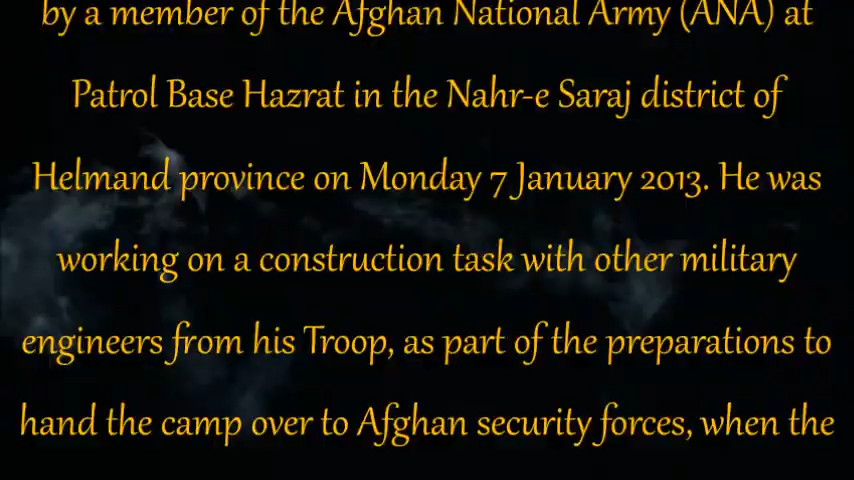 by a member of the Afghan National Army (ANA) at
Patrol Base Hazrat in the Nahr-e Saraj district of
Helmand province on Monday 7 January 2013. He was
working on a construction task with other military
engineers from his Troop, as part of the preparations to
hand the camp over to Afghan security forces, when the